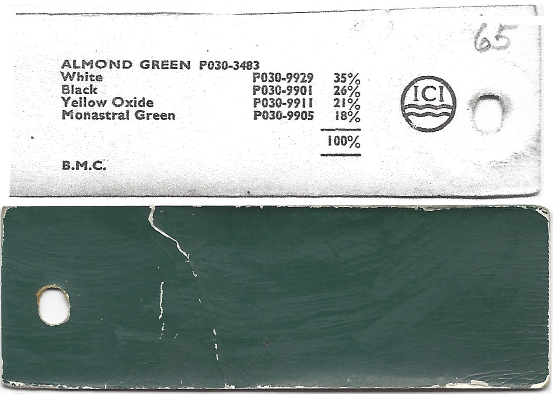 65
ALMOND GREEN P030-3483
White P030-9929 35%
Black P030-9901 26%
Yellow Oxide P030-9911 21%
Monastral Green P030-9905 18%
100%
ICI
B.M.C.